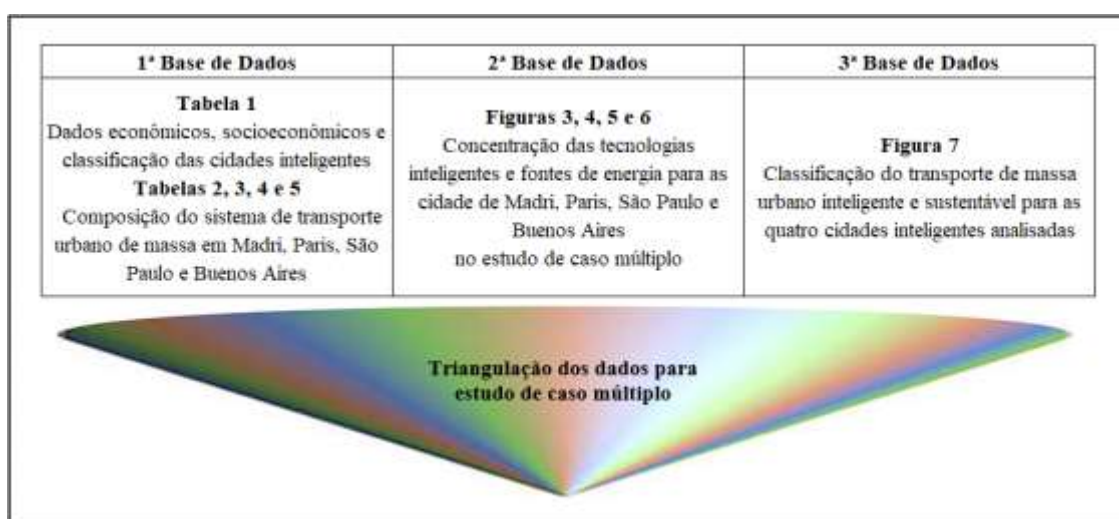 1ª Base de Dados
2ª Base de Dados
3ª Base de Dados
Tabela 1
Dados econômicos, socioeconômicos e
classificação das cidades inteligentes
Tabelas 2, 3, 4 e 5
Composição do sistema de transporte
urbano de massa em Madri, Paris, São
Paulo e Buenos Aires
Figuras 3, 4, 5 e 6
Concentração das tecnologias
inteligentes e fontes de energia para as
cidade de Madri, Paris, São Paulo e
Buenos Aires
no estudo de caso múltiplo
Figura 7
Classificação do transporte de massa
urbano inteligente e sustentável para as
quatro cidades inteligentes analisadas
Triangulação dos dados para
estudo de caso múltiplo